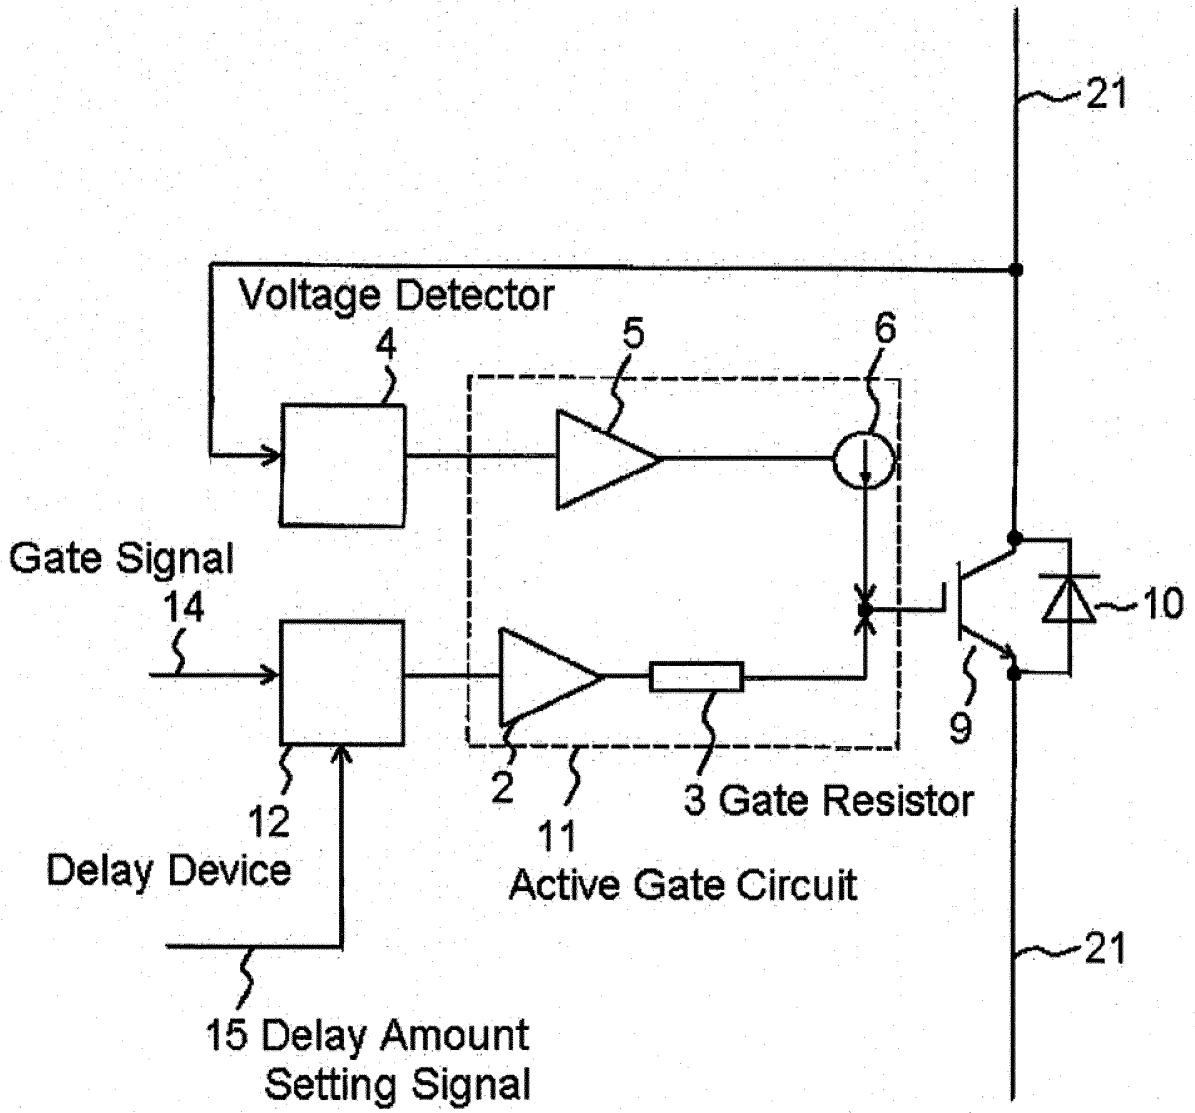 21
Voltage Detector
4
5
6
Gate Signal
14
10
9
2
3 Gate Resistor
12
11
Delay Device
Active Gate Circuit
21
15 Delay Amount
Setting Signal